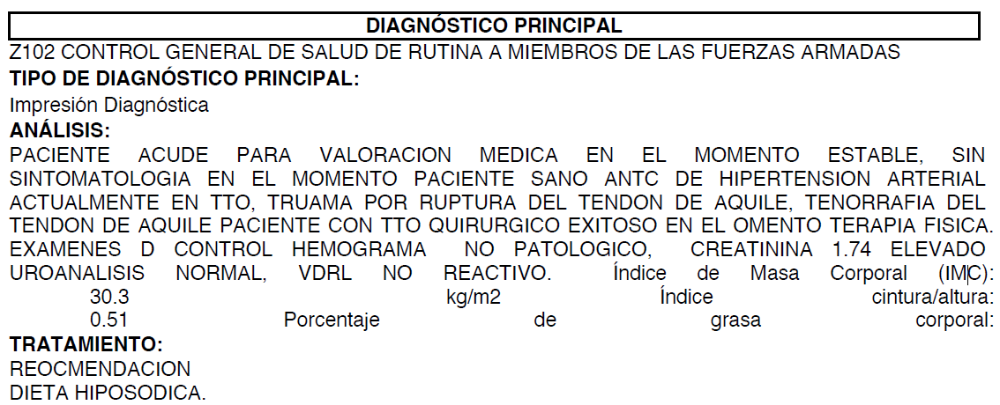 DIAGNÓSTICO PRINCIPAL
Z102 CONTROL GENERAL DE SALUD DE RUTINA A MIEMBROS DE LAS FUERZAS ARMADAS
TIPO DE DIAGNÓSTICO PRINCIPAL:
Impresión Diagnóstica
ANÁLISIS:
PACIENTE ACUDE PARA VALORACION MEDICA EN EL MOMENTO ESTABLE, SIN
SINTOMATOLOGIA EN EL MOMENTO PACIENTE SANO ANTC DE HIPERTENSION ARTERIAL
ACTUALMENTE EN TTO, TRUAMA POR RUPTURA DEL TENDON DE AQUILE, TENORRAFIA DEL
TENDON DE AQUILE PACIENTE CON TTO QUIRURGICO EXITOSO EN EL OMENTO TERAPIA FISICA.
EXAMENES D CONTROL HEMOGRAMA NO PATOLOGICO, CREATININA 1.74 ELEVADO
UROANALISIS NORMAL, VDRL NO REACTIVO. Índice de Masa Corporal (IMC):
30.3 kg/m2 Índice cintura/altura:
0.51 Porcentaje de grasa corporal:
TRATAMIENTO:
REOCMENDACION
DIETA HIPOSODICA.